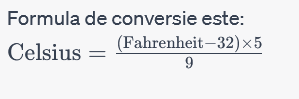 Formula de conversie este:
Celsius = (Fahrenheit−32)×5 / 9